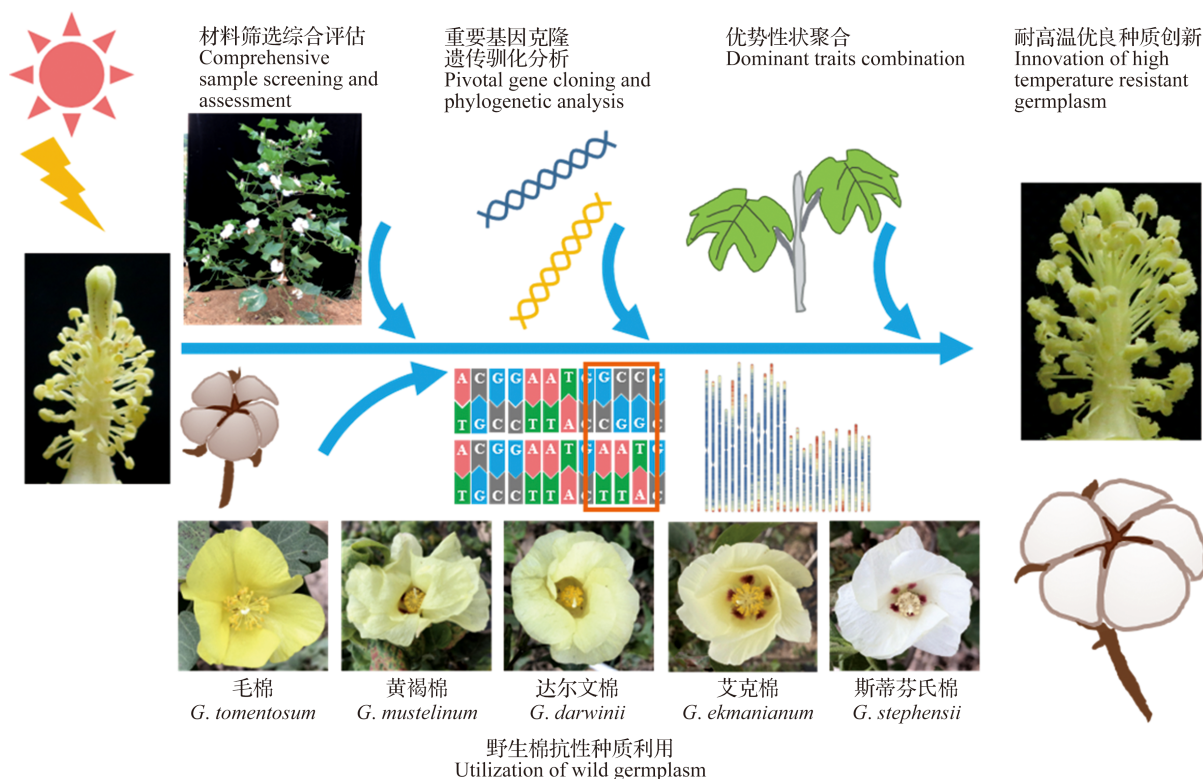 材料筛选综合评估
Comprehensive
sample screening and
assessment
重要基因克隆
遗传驯化分析
Pivotal gene cloning and
phylogenetic analysis
优势性状聚合
Dominant traits combination
耐高温优良种质创新
Innovation of high
temperature resistant
germplasm
ACGGAATGGCCG
TGCCTTACCGGC
ACGGAATGAATG
TGCCTTACTTAC
毛棉
G. tomentosum
黄褐棉
G. mustelinum
达尔文棉
G. darwinii
艾克棉
G. ekmanianum
斯蒂芬氏棉
G. stephensii
野生棉抗性种质利用
Utilization of wild germplasm